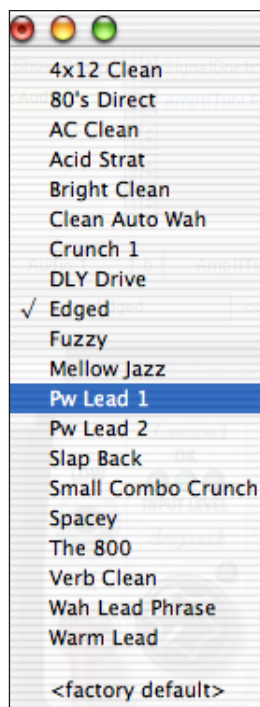 4x12 Clean
80's Direct
AC Clean
Acid Strat
Bright Clean
Clean Auto Wah
Crunch 1
DLY Drive
√ Edged
Fuzzy
Mellow Jazz
Pw Lead 1
Pw Lead 2
Slap Back
Small Combo Crunch
Spacey
The 800
Verb Clean
Wah Lead Phrase
Warm Lead
<factory default>